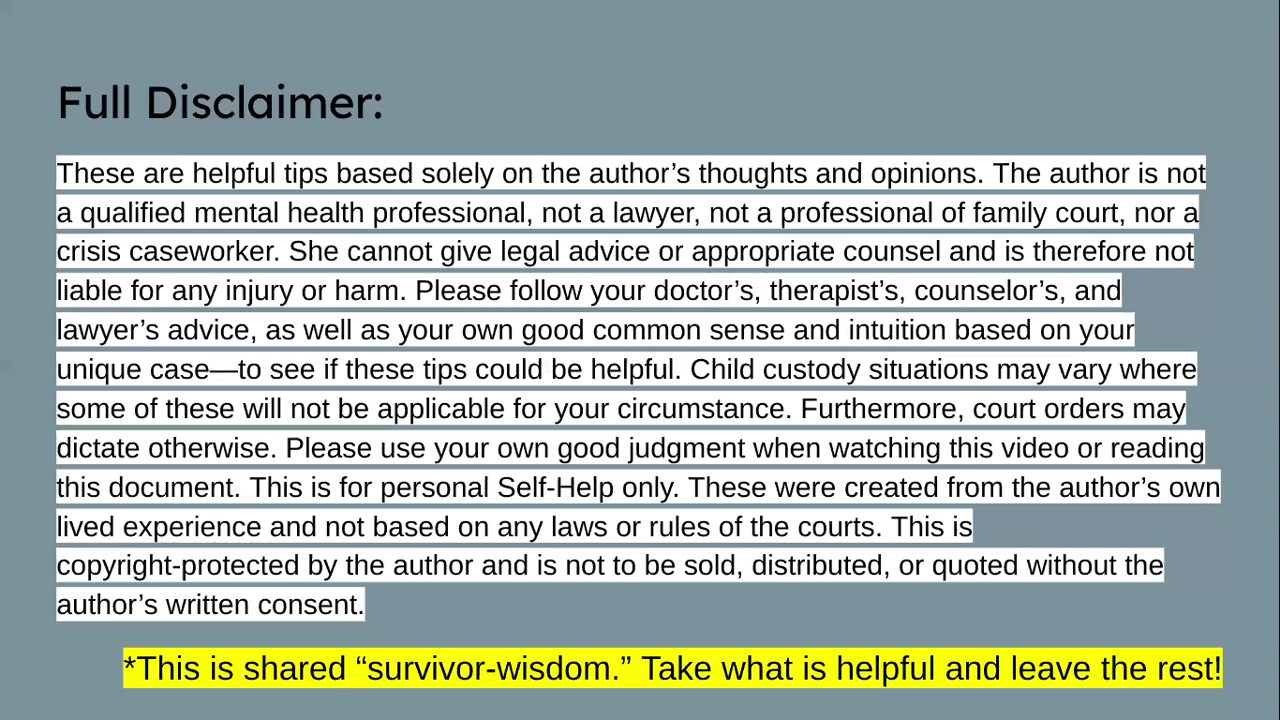 Full Disclaimer:
These are helpful tips based solely on the author’s thoughts and opinions. The author is not
a qualified mental health professional, not a lawyer, not a professional of family court, nor a
crisis caseworker. She cannot give legal advice or appropriate counsel and is therefore not
liable for any injury or harm. Please follow your doctor’s, therapist’s, counselor’s, and
lawyer’s advice, as well as your own good common sense and intuition based on your
unique case—to see if these tips could be helpful. Child custody situations may vary where
some of these will not be applicable for your circumstance. Furthermore, court orders may
dictate otherwise. Please use your own good judgment when watching this video or reading
this document. This is for personal Self-Help only. These were created from the author’s own
lived experience and not based on any laws or rules of the courts. This is
copyright-protected by the author and is not to be sold, distributed, or quoted without the
author’s written consent.
*This is shared “survivor-wisdom.” Take what is helpful and leave the rest!